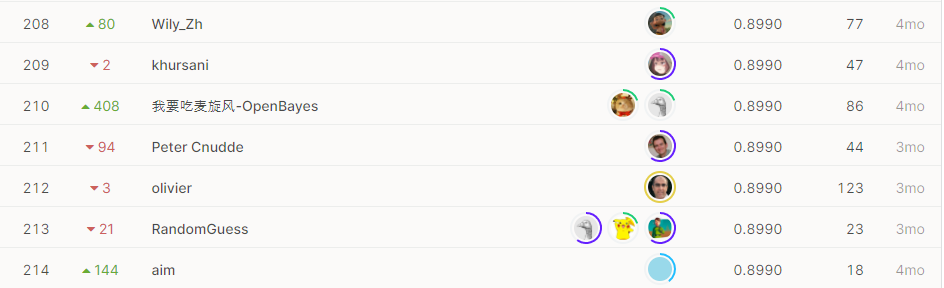 208 80 Wily_Zh 0.8990 77 4mo
209 2 khursani 0.8990 47 4mo
210 408 我要吃麦旋风-OpenBayes 0.8990 86 4mo
211 94 Peter Cnudde 0.8990 44 3mo
212 3 olivier 0.8990 123 3mo
213 21 RandomGuess 0.8990 23 3mo
214 144 aim 0.8990 18 4mo